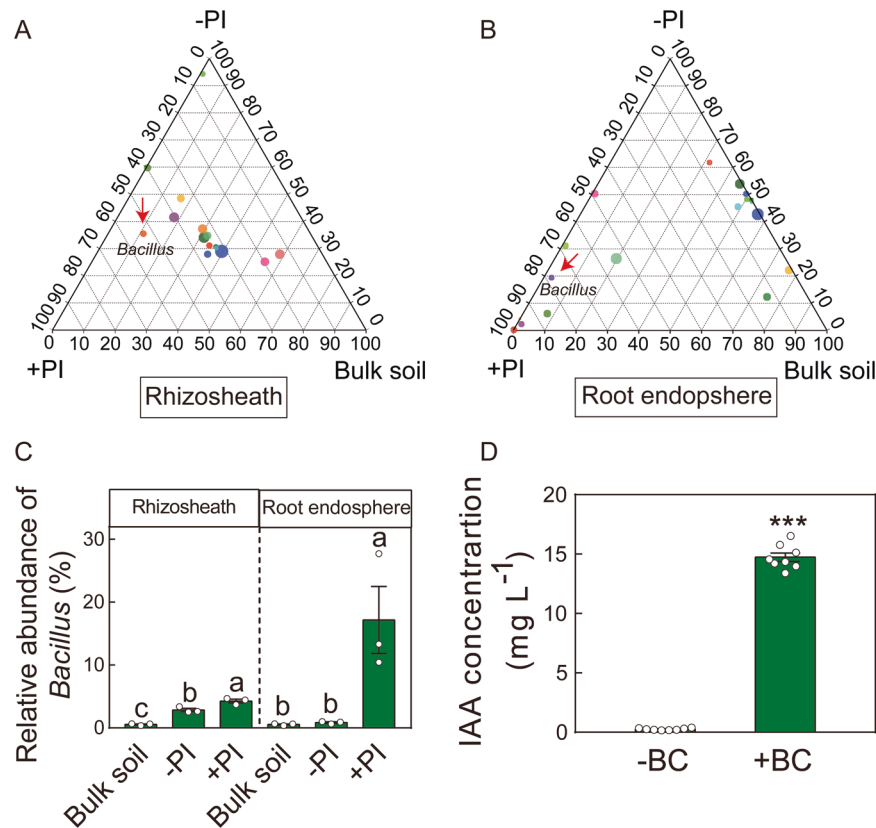 A
-PI
0 10 20 30 40 50 60 70 80 90 100
100 90 80 70 60 50 40 30 20 10 0
0 10 20 30 40 50 60 70 80 90 100
Bacillus
+PI
Bulk soil
Rhizosheath
B
-PI
0 10 20 30 40 50 60 70 80 90 100
100 90 80 70 60 50 40 30 20 10 0
0 10 20 30 40 50 60 70 80 90 100
Bacillus
+PI
Bulk soil
Root endopshere
C
Relative abundance of
Bacillus (%)
Rhizosheath
Root endosphere
30
20
10
0
c
b
a
b
b
a
Bulk soil
-PI
+PI
Bulk soil
-PI
+PI
D
IAA concentrartion
(mg L-1)
20
15
10
5
0
***
-BC
+BC